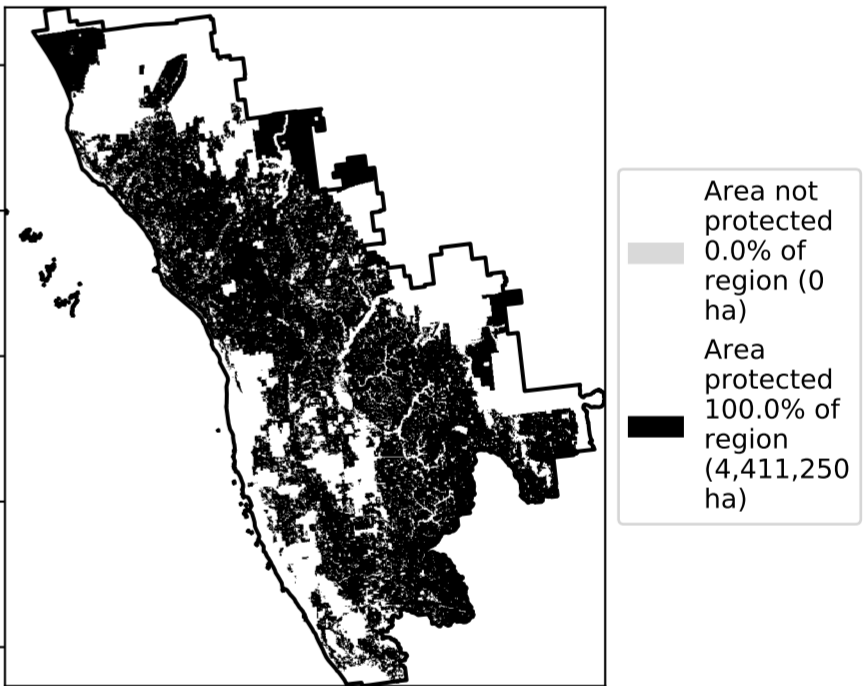 Area not
protected
0.0% of
region (0
ha)
Area
protected
100.0% of
region
(4,411,250
ha)